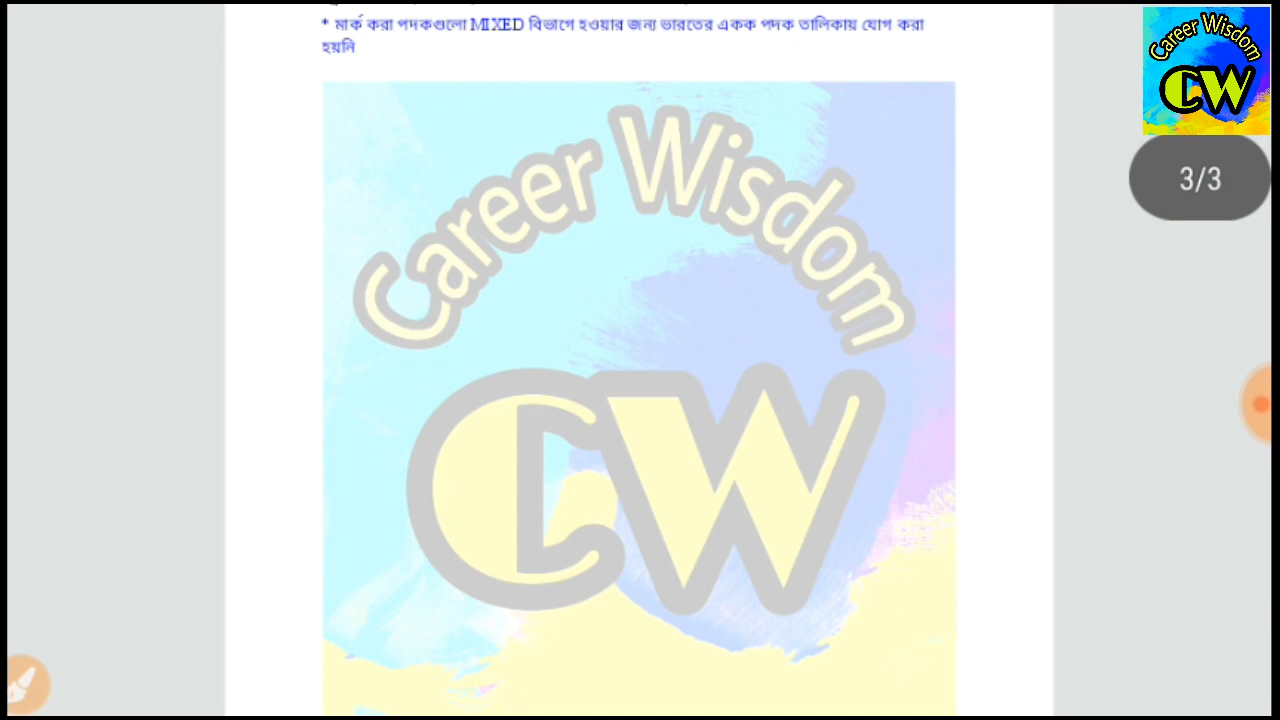 * মার্ক করা পদকগুলো MIXED বিভাগে হওয়ার জন্য ভারতের একক পদক তালিকায় যোগ করা
হয়নি
Career Wisdom
CW
3/3
Career Wisdom
CW